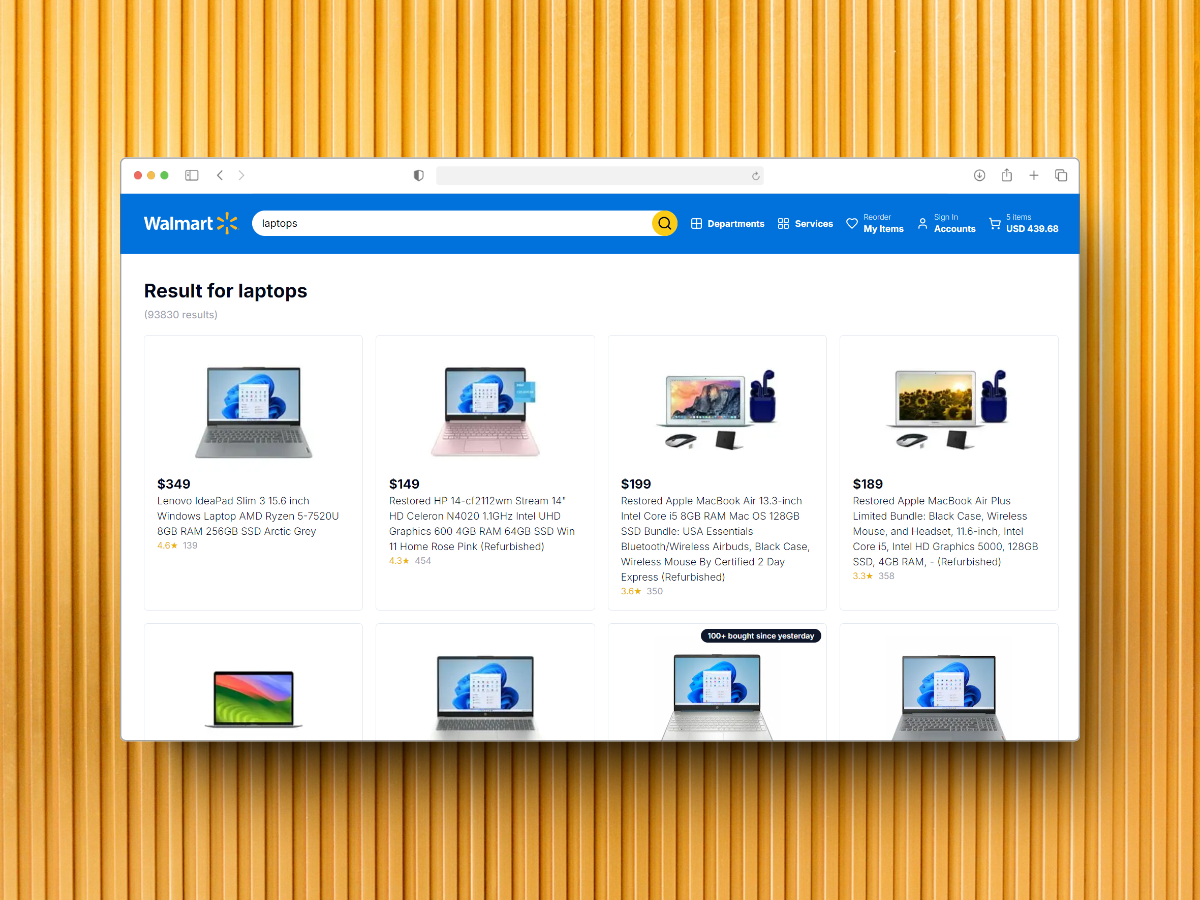 Walmart
laptops
Departments
Services
Reorder
My Items
Sign In
Accounts
5 items
USD 439.68
Result for laptops
(93830 results)
$349
Lenovo IdeaPad Slim 3 15.6 inch
Windows Laptop AMD Ryzen 5-7520U
8GB RAM 256GB SSD Arctic Grey
4.6★ 139
$149
Restored HP 14-cf2112wm Stream 14"
HD Celeron N4020 1.1GHz Intel UHD
Graphics 600 4GB RAM 64GB SSD Win
11 Home Rose Pink (Refurbished)
4.3★ 454
$199
Restored Apple MacBook Air 13.3-inch
Intel Core i5 8GB RAM Mac OS 128GB
SSD Bundle: USA Essentials
Bluetooth/Wireless Airbuds, Black Case,
Wireless Mouse By Certified 2 Day
Express (Refurbished)
3.6★ 350
$189
Restored Apple MacBook Air Plus
Limited Bundle: Black Case, Wireless
Mouse, and Headset, 11.6-inch, Intel
Core i5, Intel HD Graphics 5000, 128GB
SSD, 4GB RAM, - (Refurbished)
3.3★ 358
100+ bought since yesterday